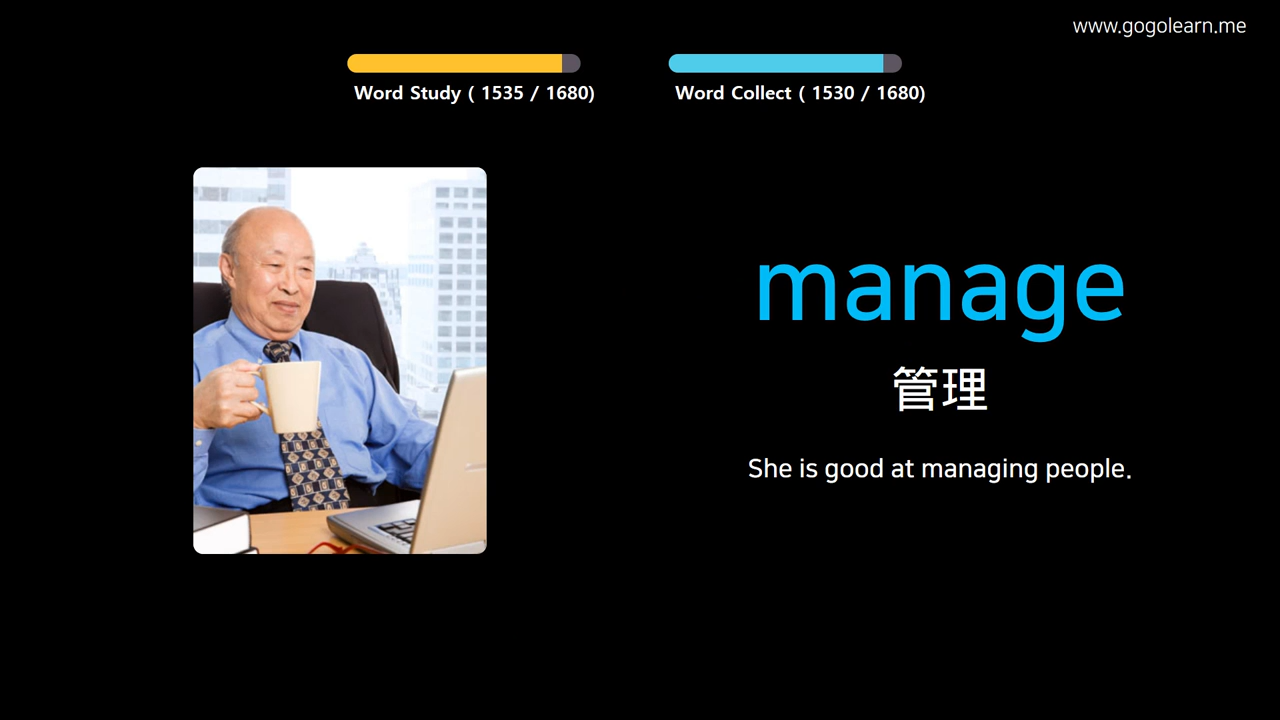 www.gogolearn.me
Word Study ( 1535 / 1680)
Word Collect ( 1530 / 1680)
manage
管理
She is good at managing people.